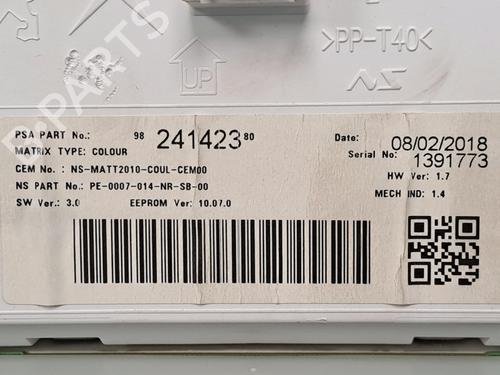 B-PARTS
UP
>PP-T40<
NS
PSA PART No.: 98 241423 80
Date: 08/02/2018
MATRIX TYPE: COLOUR
Serial No: 1391773
CEM No.: NS-MATT2010-COUL-CEM00
HW Ver: 1.7
NS PART No.: PE-0007-014-NR-SB-00
MECH IND: 1.4
SW Ver.: 3.0 EEPROM Ver: 10.07.0